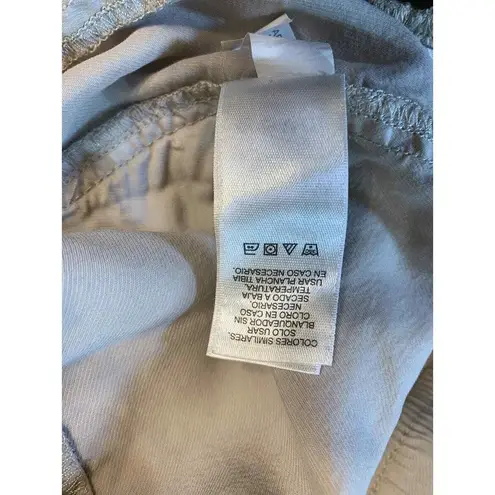 COLORES SIMILARES.
SOLO USAR
BLANQUEADOR SIN
CLORO EN CASO
NECESARIO.
SECADO A BAJA
TEMPERATURA.
USAR PLANCHA TIBIA
EN CASO NECESARIO.